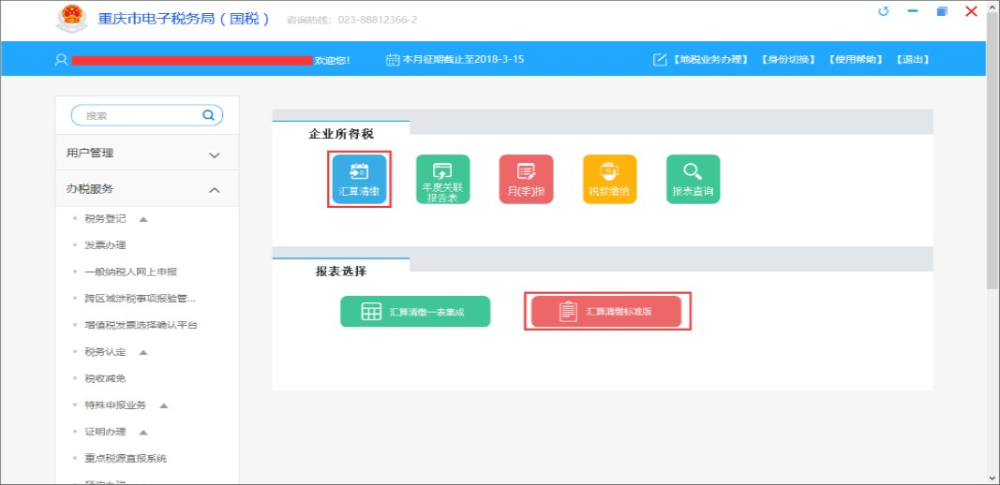 重庆市电子税务局（国税） 咨询热线：023-88812366-2
欢迎您！ 本月征期截止至2018-3-15 【地税业务办理】 【身份切换】 【使用帮助】 【退出】
搜索
用户管理
办税服务
税务登记
发票办理
一般纳税人网上申报
跨区域涉税事项报验管...
增值税发票选择确认平台
税务认定
税收减免
特殊申报业务
证明办理
重点税源直报系统
企业所得税
汇算清缴
年度关联
报告表
月(季)报
税款缴纳
报表查询
报表选择
汇算清缴一表集成
汇算清缴标准版